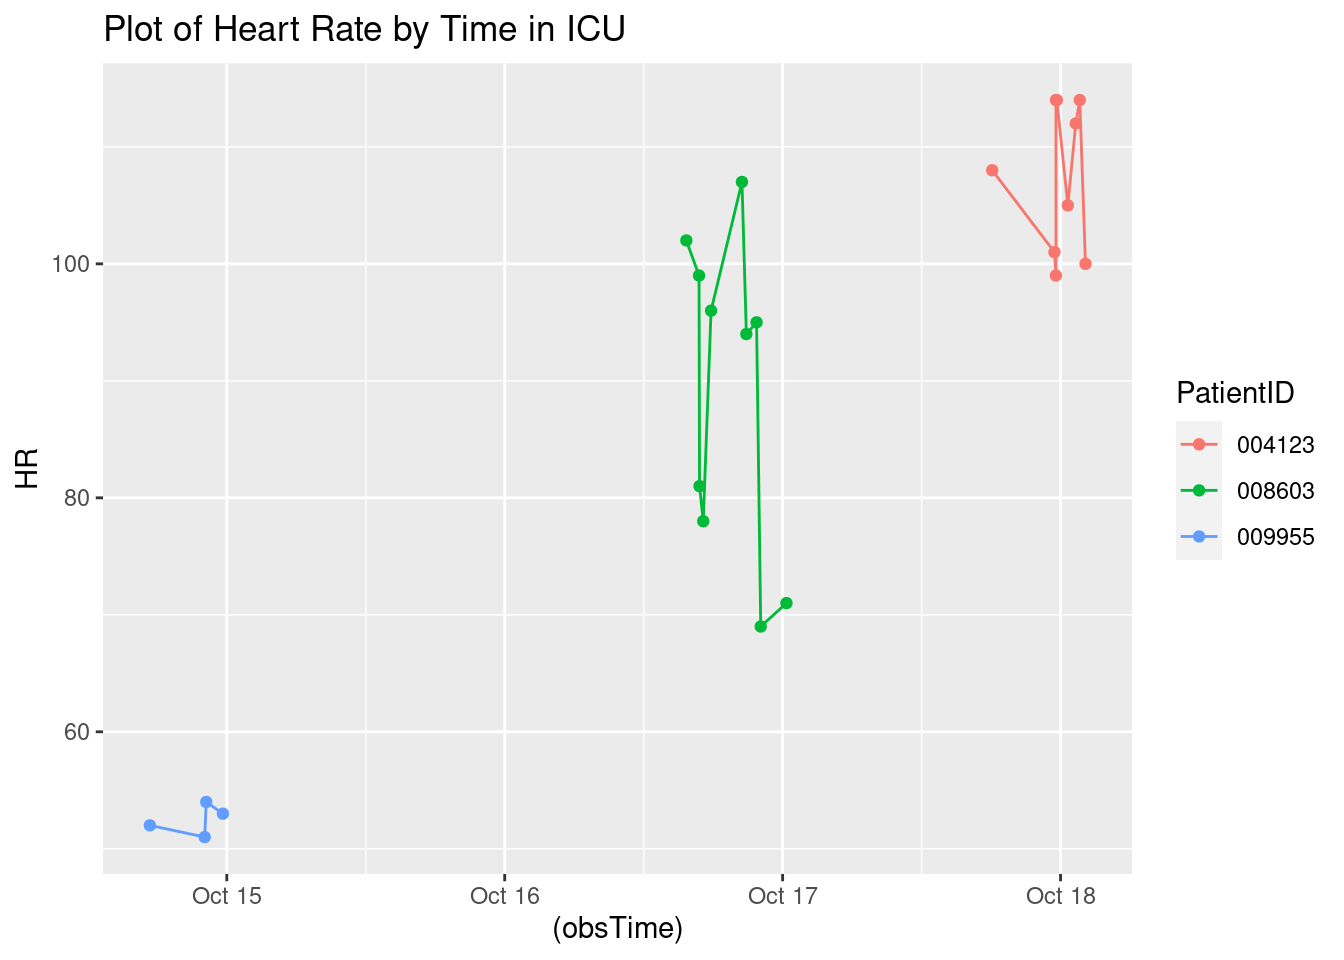 Plot of Heart Rate by Time in ICU
HR
100
80
60
Oct 15
Oct 16
Oct 17
Oct 18
(obsTime)
PatientID
004123
008603
009955